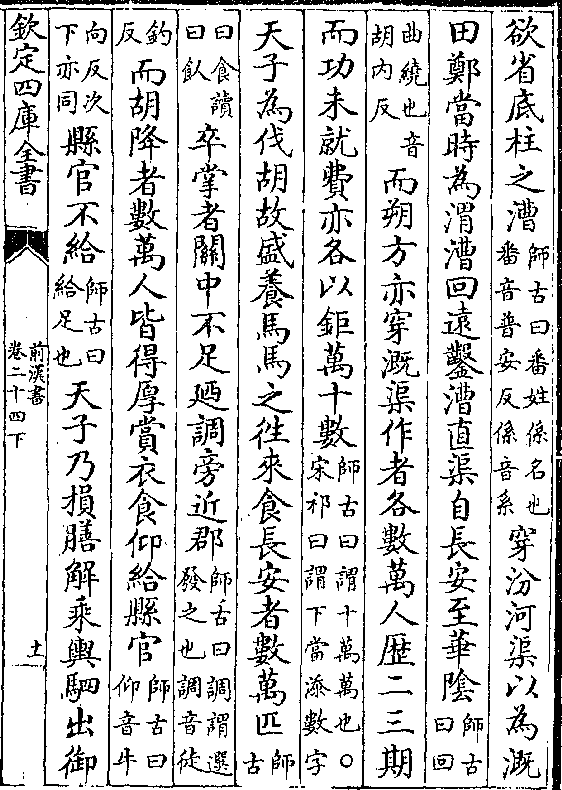 欲省底柱之漕師古曰番姓係名也番音普安反係音系穿汾河渠以為溉
田鄭當時為渭漕回遠鑿漕直渠自長安至華陰師古曰回
曲繞也音胡內反而朔方亦穿溉渠作者各數萬人歴二三期
而功未就費亦各以鉅萬十數師古曰謂十萬萬也○宋祁曰謂下當添數字
天子為伐胡故盛養馬馬之往來食長安者數萬匹師古
曰食讀曰飤卒掌者關中不足廼調旁近郡師古曰調謂選發之也調音徒
釣反而胡降者數萬人皆得厚賞衣食仰給縣官師古曰仰音牛
向反次下亦同縣官不給師古曰給足也天子乃損膳解乘輿駟出御
欽定四庫全書
前漢書
卷二十四下
十一